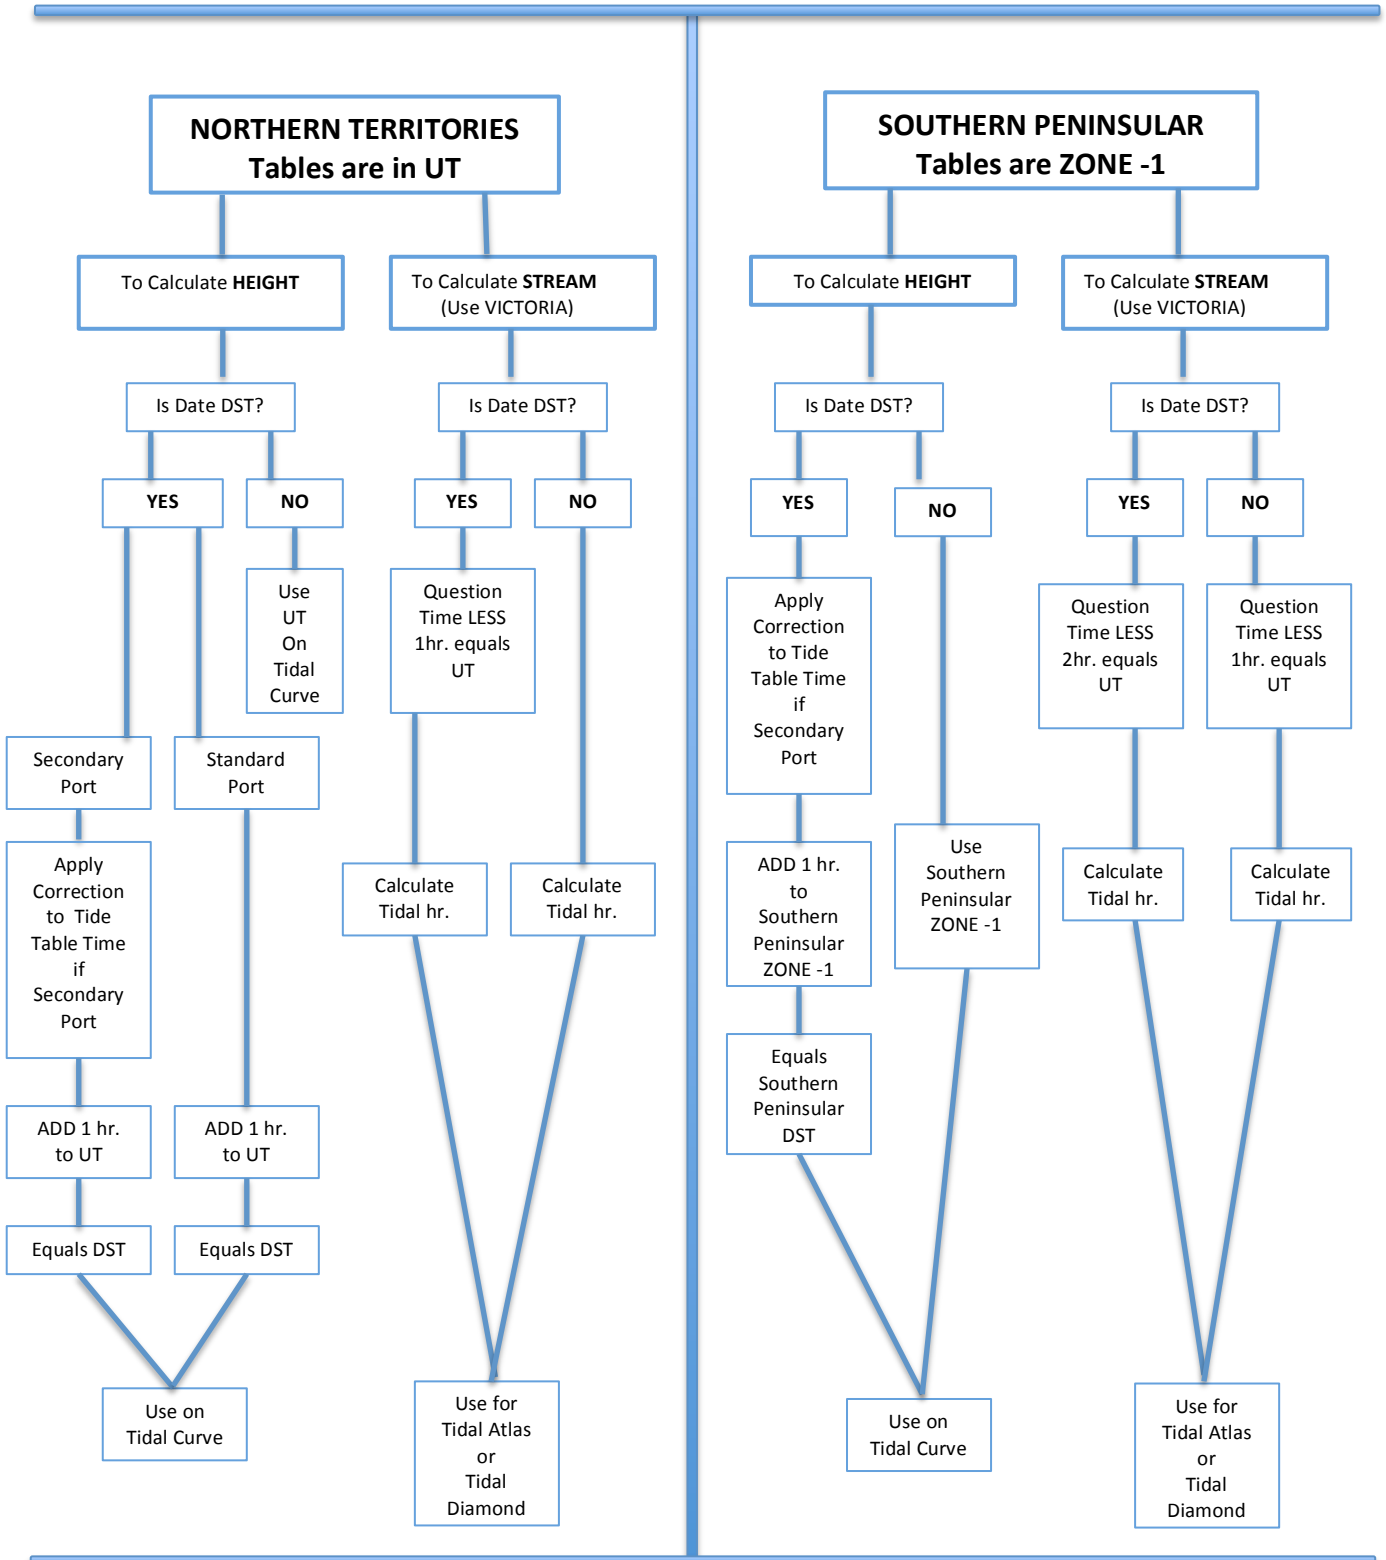 NORTHERN TERRITORIES
Tables are in UT
To Calculate HEIGHT
To Calculate STREAM
(Use VICTORIA)
Is Date DST?
Is Date DST?
YES
NO
YES
NO
Use
UT
On
Tidal
Curve
Question
Time LESS
1hr. equals
UT
Secondary
Port
Standard
Port
Apply
Correction
to Tide
Table Time
if
Secondary
Port
Calculate
Tidal hr.
Calculate
Tidal hr.
ADD 1 hr.
to UT
ADD 1 hr.
to UT
Equals DST
Equals DST
Use on
Tidal Curve
Use for
Tidal Atlas
or
Tidal
Diamond
SOUTHERN PENINSULAR
Tables are ZONE -1
To Calculate HEIGHT
To Calculate STREAM
(Use VICTORIA)
Is Date DST?
Is Date DST?
YES
NO
YES
NO
Apply
Correction
to Tide
Table Time
if
Secondary
Port
Question
Time LESS
2hr. equals
UT
Question
Time LESS
1hr. equals
UT
ADD 1 hr.
to
Southern
Peninsular
ZONE -1
Use
Southern
Peninsular
ZONE -1
Calculate
Tidal hr.
Calculate
Tidal hr.
Equals
Southern
Peninsular
DST
Use on
Tidal Curve
Use for
Tidal Atlas
or
Tidal
Diamond